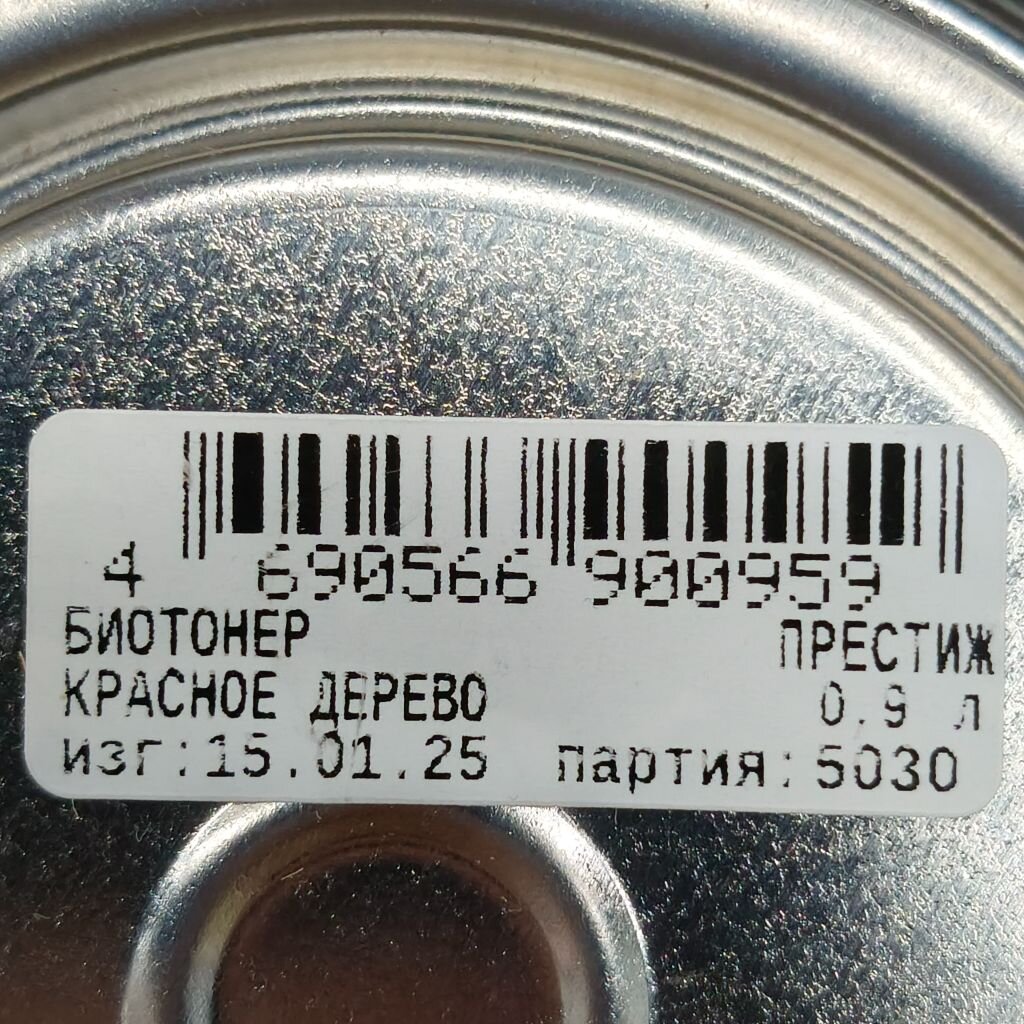 4 690566 900959
БИОТОНЕР ПРЕСТИЖ
КРАСНОЕ ДЕРЕВО 0.9 л
изг:15.01.25 партия:5030